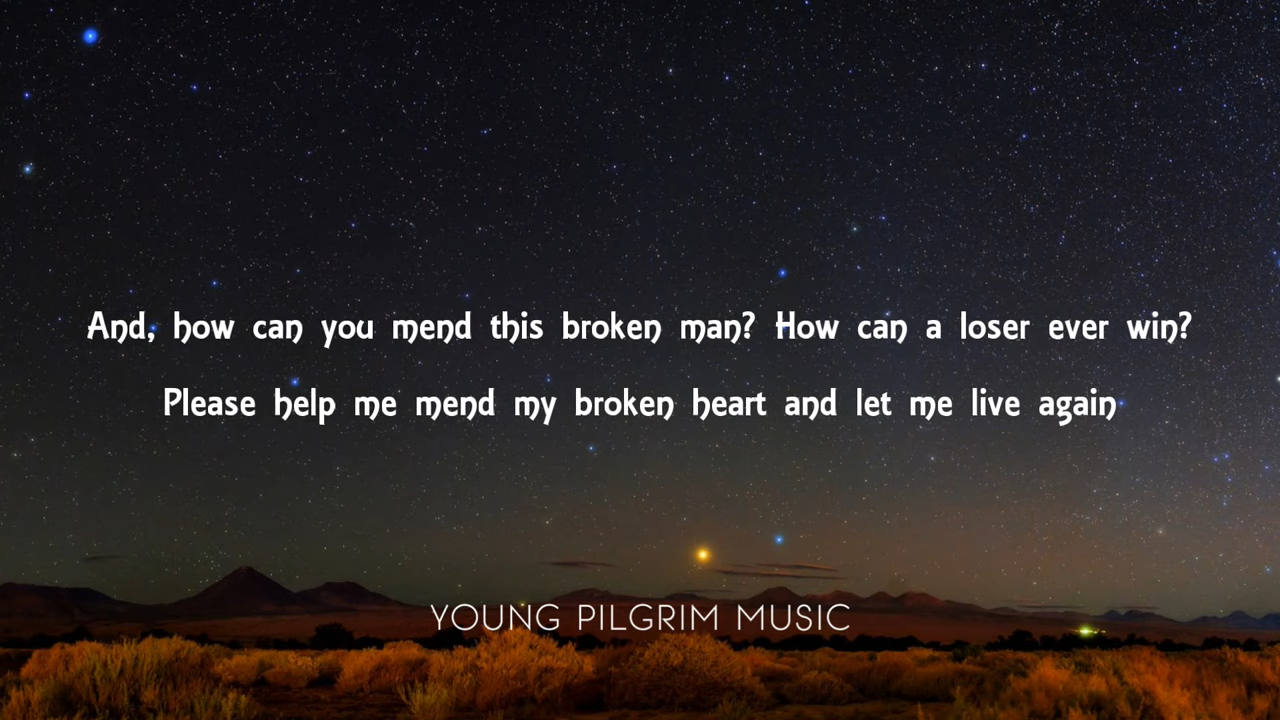 And, how can you mend this broken man? How can a loser ever win?
Please help me mend my broken heart and let me live again
YOUNG PILGRIM MUSIC